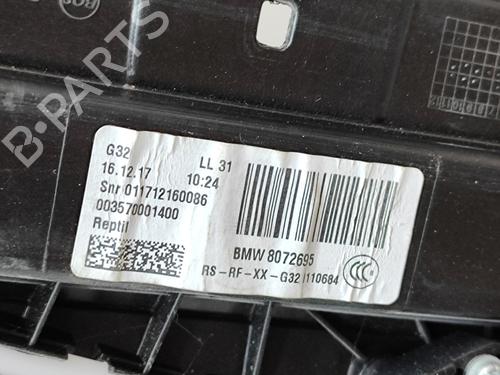 B-PARTS
G32 LL 31
16.12.17 10:24
Snr 011712160086
003570001400
Reptil
BMW 8072695
RS-RF-XX-G32 110684
CCC